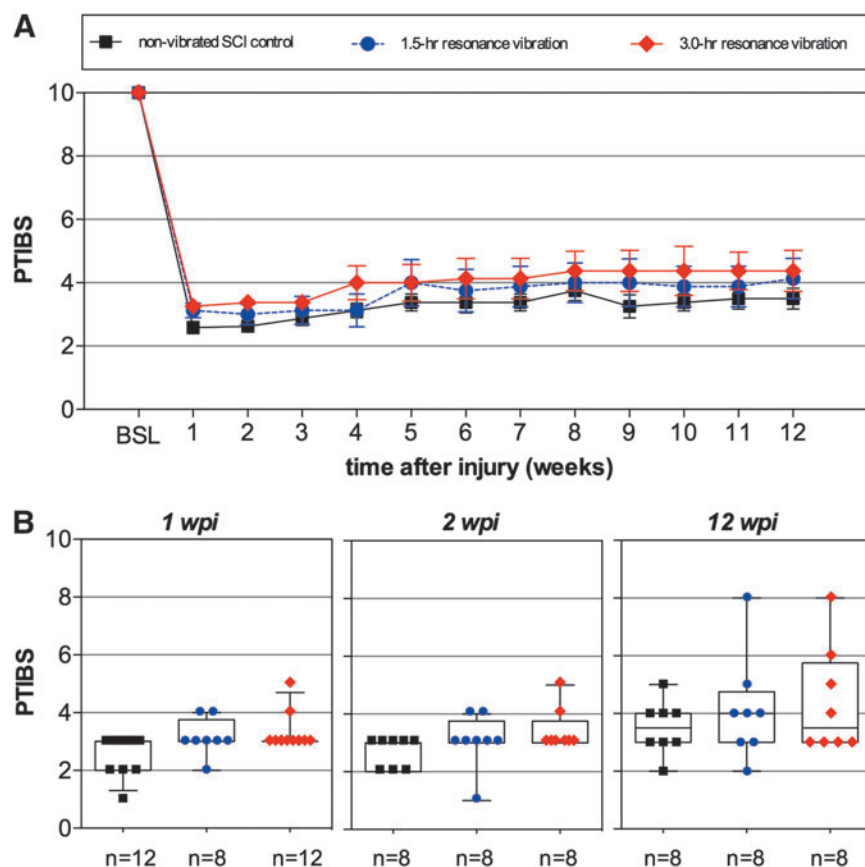 A
non-vibrated SCI control 1.5-hr resonance vibration 3.0-hr resonance vibration
10
8
6
4
2
0
PTIBS
BSL 1 2 3 4 5 6 7 8 9 10 11 12
time after injury (weeks)
B
1 wpi 2 wpi 12 wpi
10
8
6
4
2
0
PTIBS
n=12 n=8 n=12 n=8 n=8 n=8 n=8 n=8 n=8